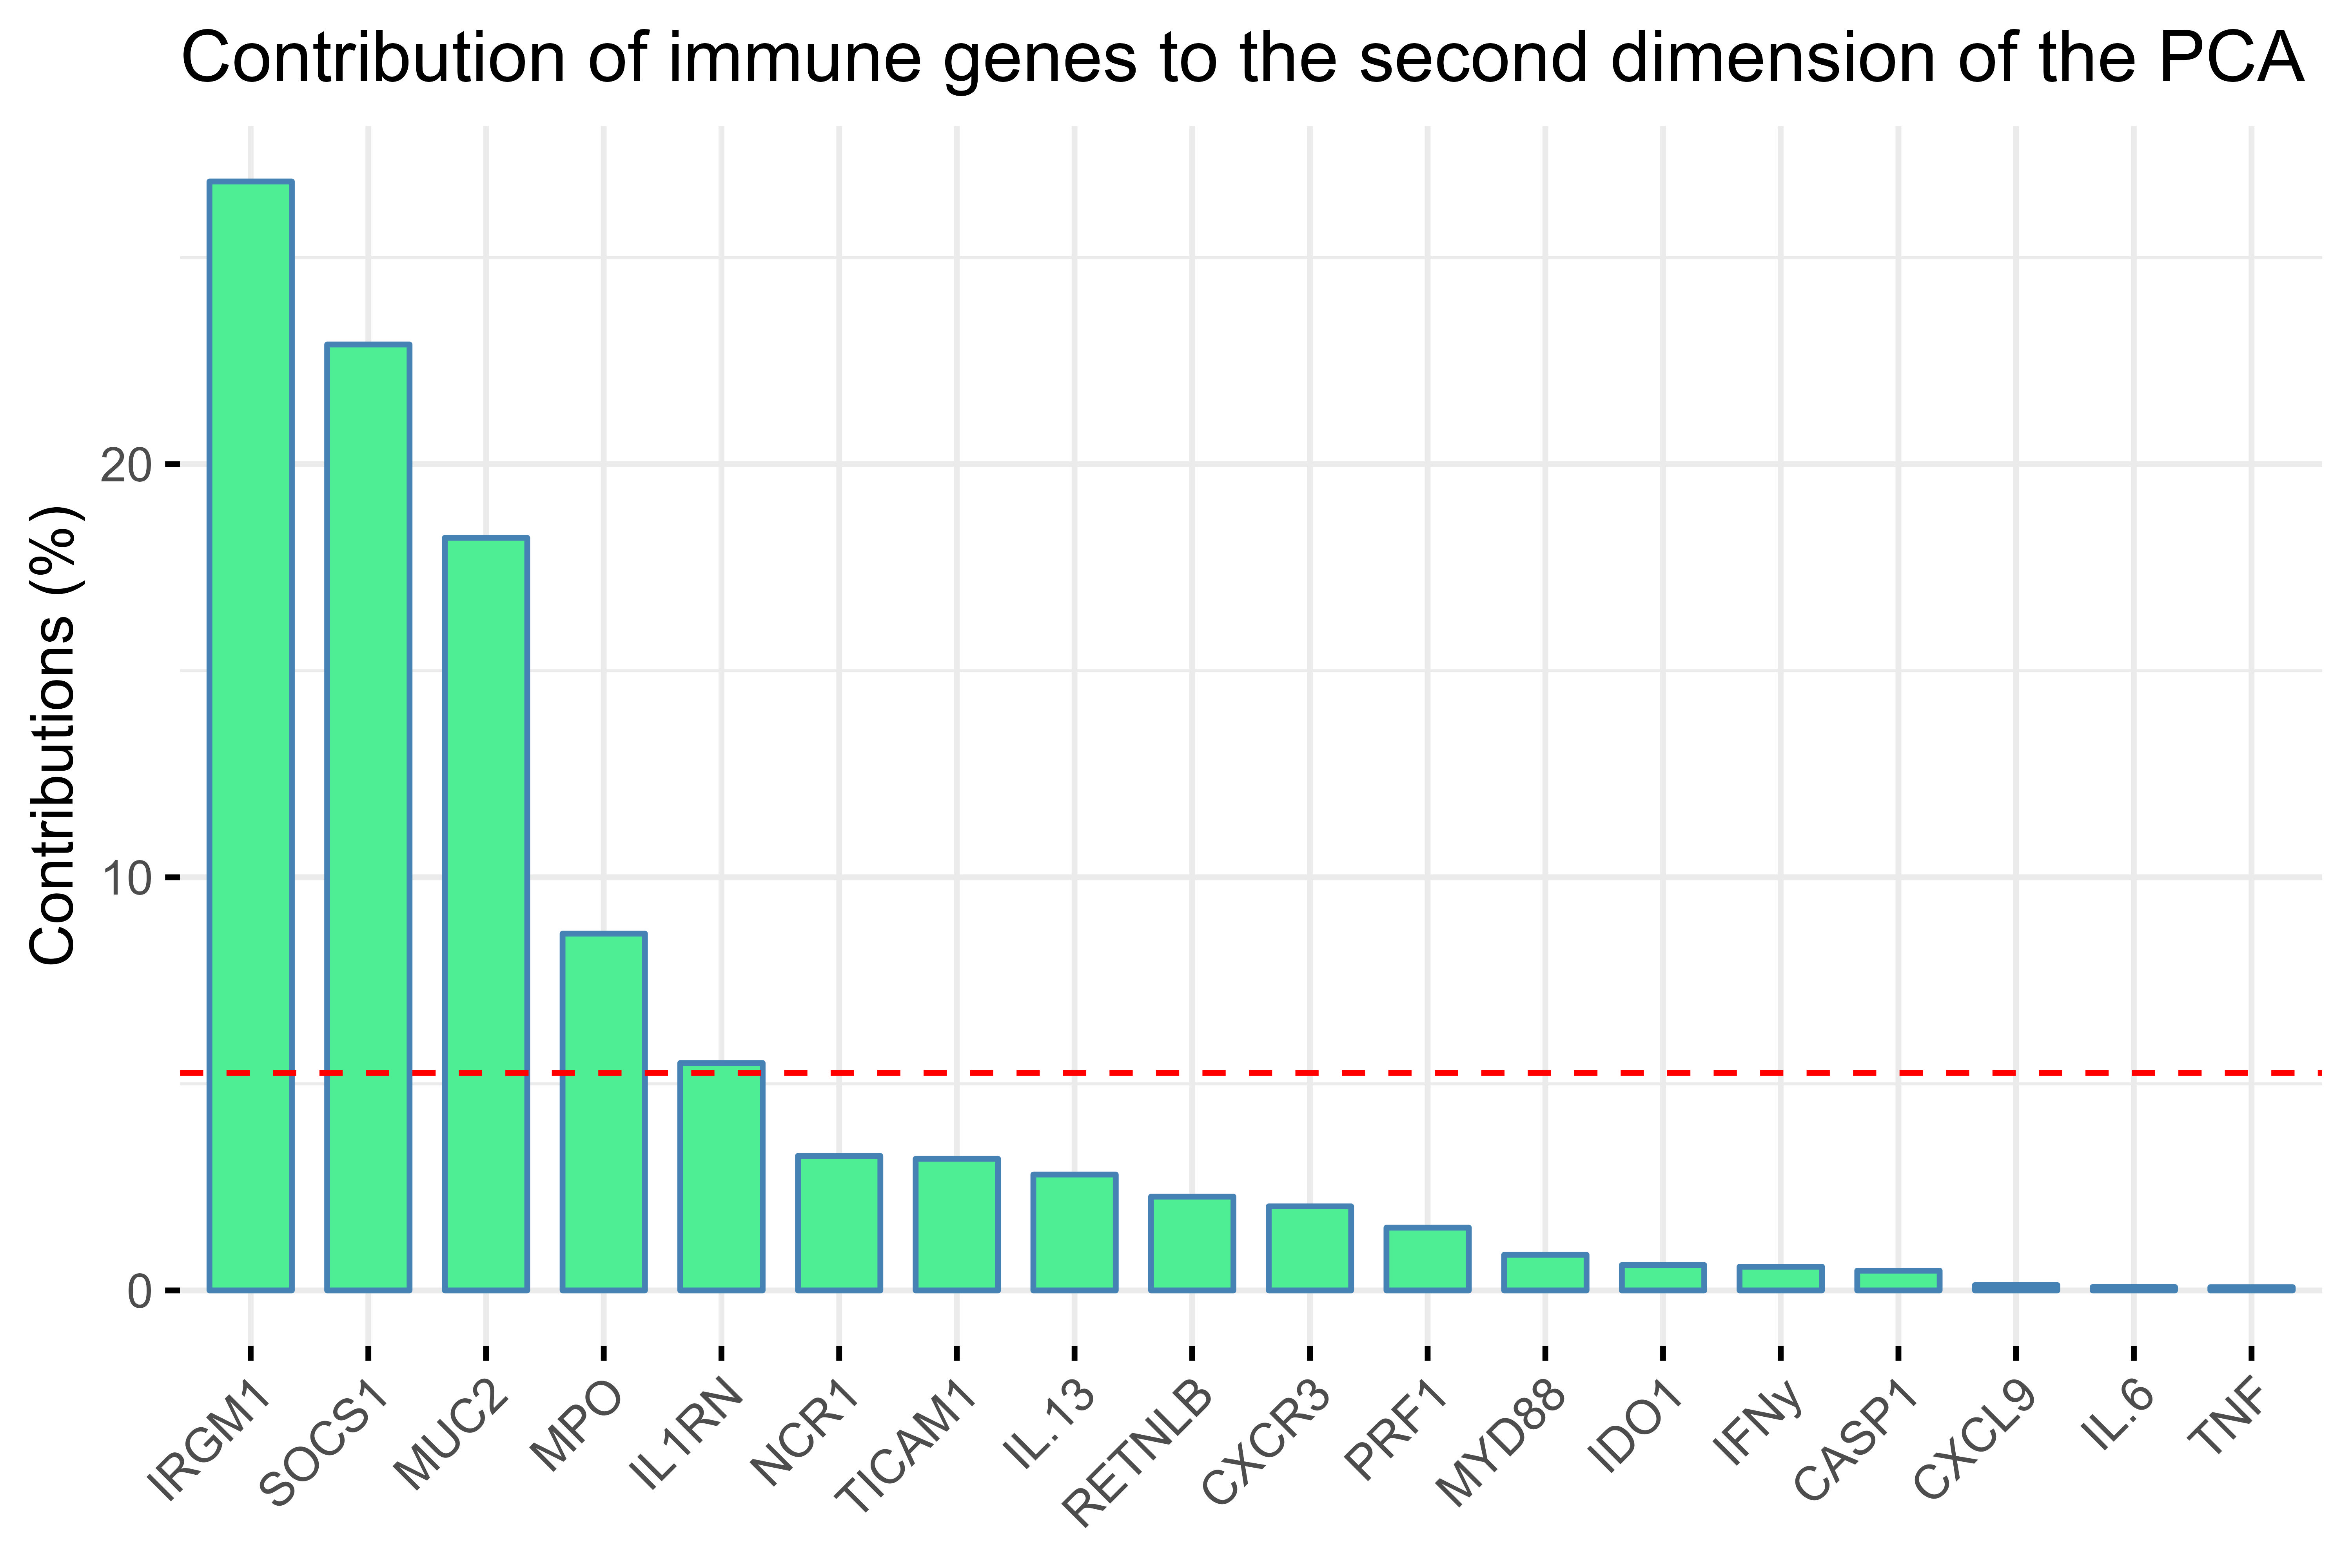 Contribution of immune genes to the second dimension of the PCA
Contributions (%)
20
10
0
IRGM1
SOCS1
MUC2
MPO
IL1RN
NCR1
TICAM1
IL.13
RETNLB
CXCR3
PRF1
MYD88
IDO1
IFNy
CASP1
CXCL9
IL.6
TNF